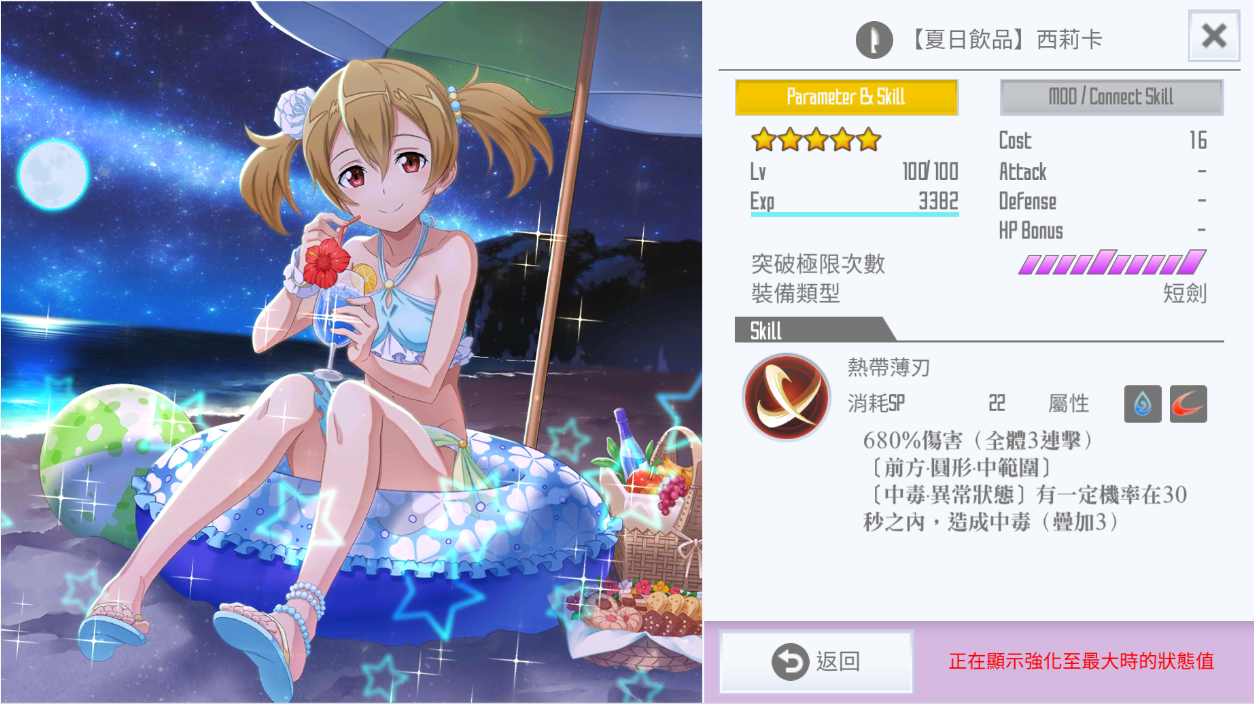 【夏日飲品】西莉卡
Parameter & Skill
MOD / Connect Skill
Lv 100/100
Exp 3382
Cost 16
Attack -
Defense -
HP Bonus -
突破極限次數
裝備類型 短劍
Skill
熱帶薄刃
消耗SP 22 屬性
680%傷害（全體3連擊）
〔前方·圓形·中範圍〕
〔中毒·異常狀態〕有一定機率在30
秒之內，造成中毒（疊加3）
返回
正在顯示強化至最大時的狀態值